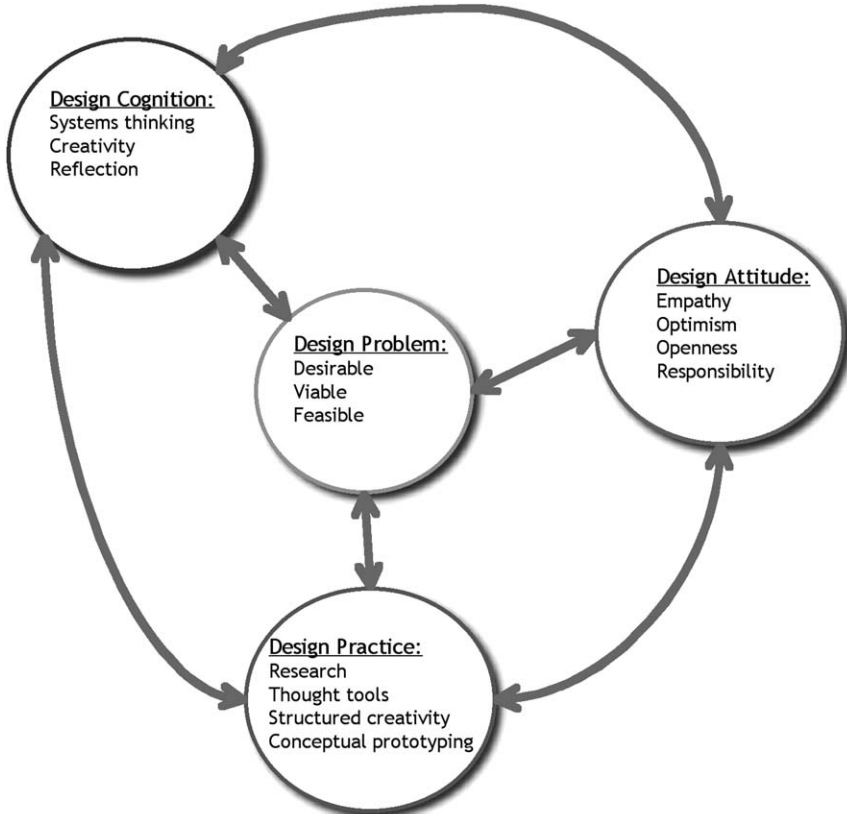 Design Cognition:
Systems thinking
Creativity
Reflection
Design Attitude:
Empathy
Optimism
Openness
Responsibility
Design Problem:
Desirable
Viable
Feasible
Design Practice:
Research
Thought tools
Structured creativity
Conceptual prototyping